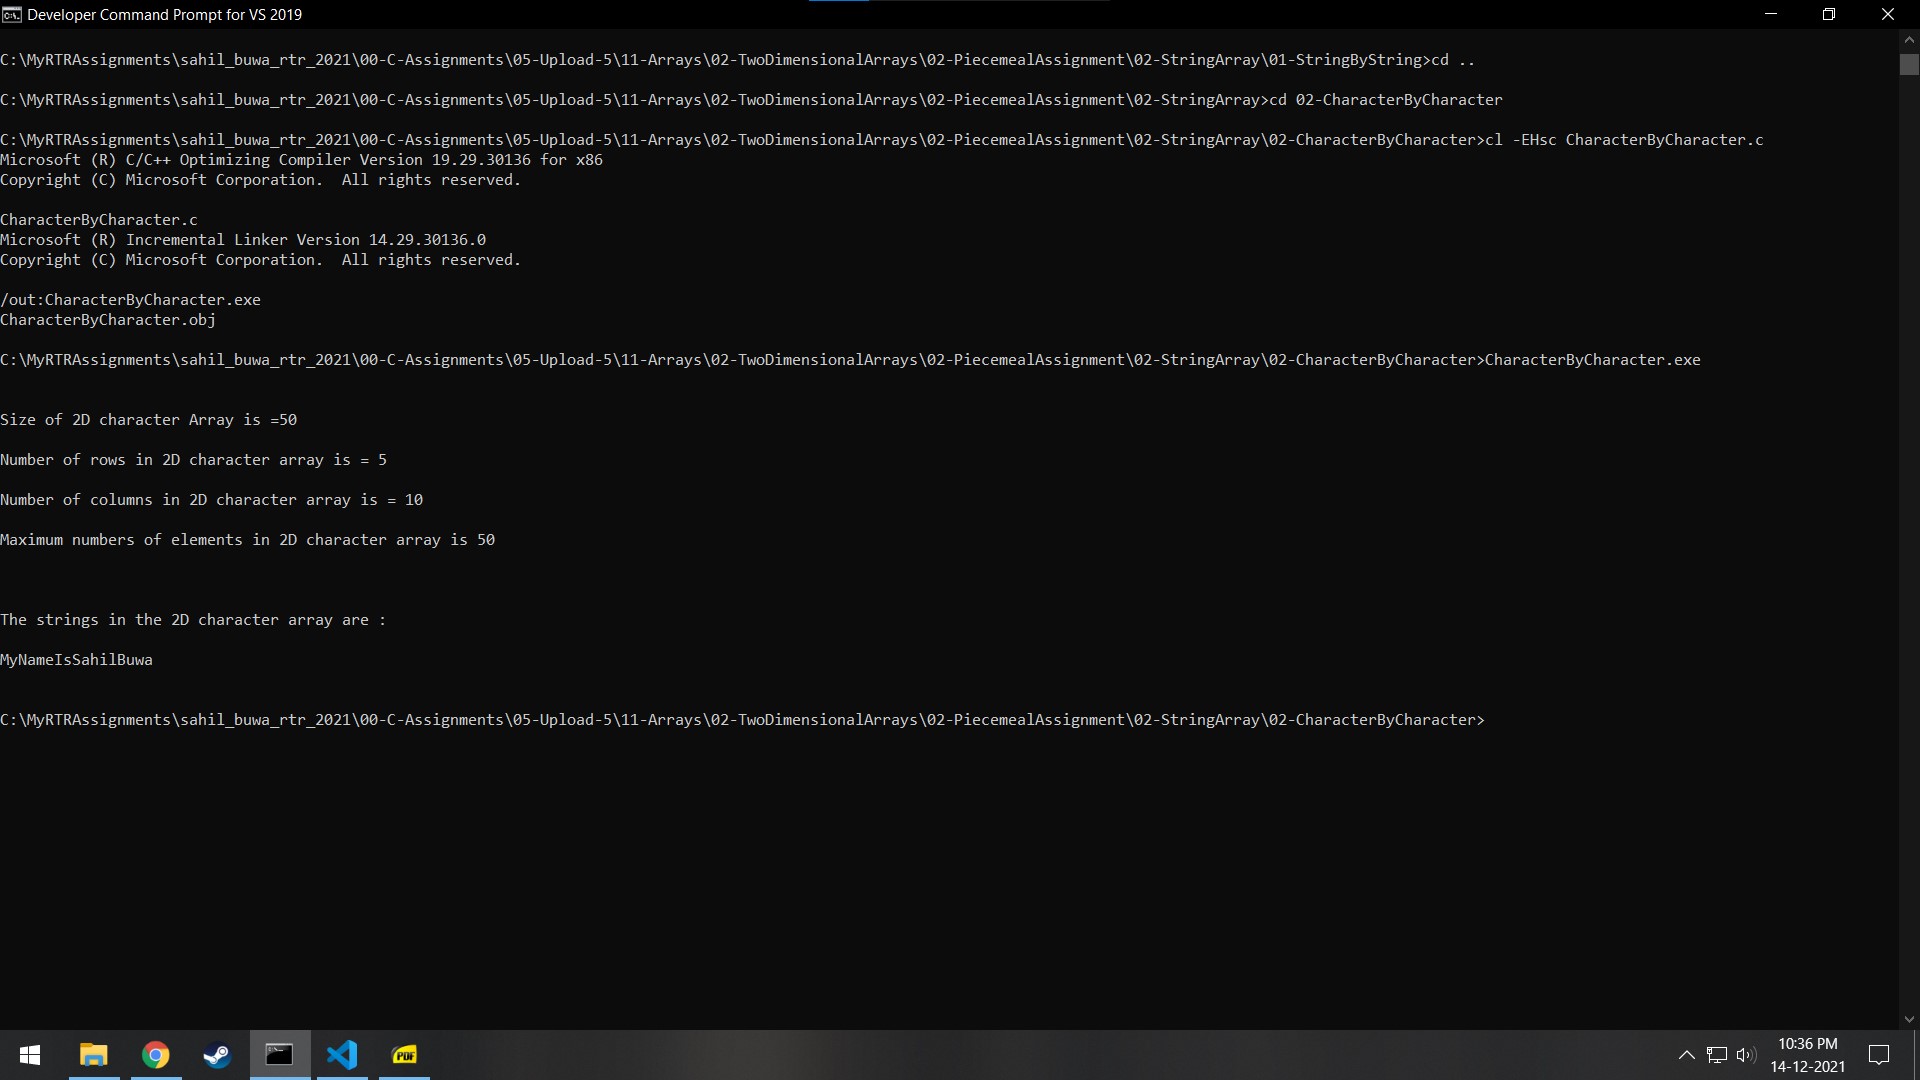 Developer Command Prompt for VS 2019
C:\MyRTRAssignments\sahil_buwa_rtr_2021\00-C-Assignments\05-Upload-5\11-Arrays\02-TwoDimensionalArrays\02-PiecemealAssignment\02-StringArray\01-StringByString>cd ..
C:\MyRTRAssignments\sahil_buwa_rtr_2021\00-C-Assignments\05-Upload-5\11-Arrays\02-TwoDimensionalArrays\02-PiecemealAssignment\02-StringArray>cd 02-CharacterByCharacter
C:\MyRTRAssignments\sahil_buwa_rtr_2021\00-C-Assignments\05-Upload-5\11-Arrays\02-TwoDimensionalArrays\02-PiecemealAssignment\02-StringArray\02-CharacterByCharacter>cl -EHsc CharacterByCharacter.c
Microsoft (R) C/C++ Optimizing Compiler Version 19.29.30136 for x86
Copyright (C) Microsoft Corporation.  All rights reserved.
CharacterByCharacter.c
Microsoft (R) Incremental Linker Version 14.29.30136.0
Copyright (C) Microsoft Corporation.  All rights reserved.
/out:CharacterByCharacter.exe
CharacterByCharacter.obj
C:\MyRTRAssignments\sahil_buwa_rtr_2021\00-C-Assignments\05-Upload-5\11-Arrays\02-TwoDimensionalArrays\02-PiecemealAssignment\02-StringArray\02-CharacterByCharacter>CharacterByCharacter.exe
Size of 2D character Array is =50
Number of rows in 2D character array is = 5
Number of columns in 2D character array is = 10
Maximum numbers of elements in 2D character array is 50
The strings in the 2D character array are :
MyNameIsSahilBuwa
C:\MyRTRAssignments\sahil_buwa_rtr_2021\00-C-Assignments\05-Upload-5\11-Arrays\02-TwoDimensionalArrays\02-PiecemealAssignment\02-StringArray\02-CharacterByCharacter>
PDF
10:36 PM
14-12-2021